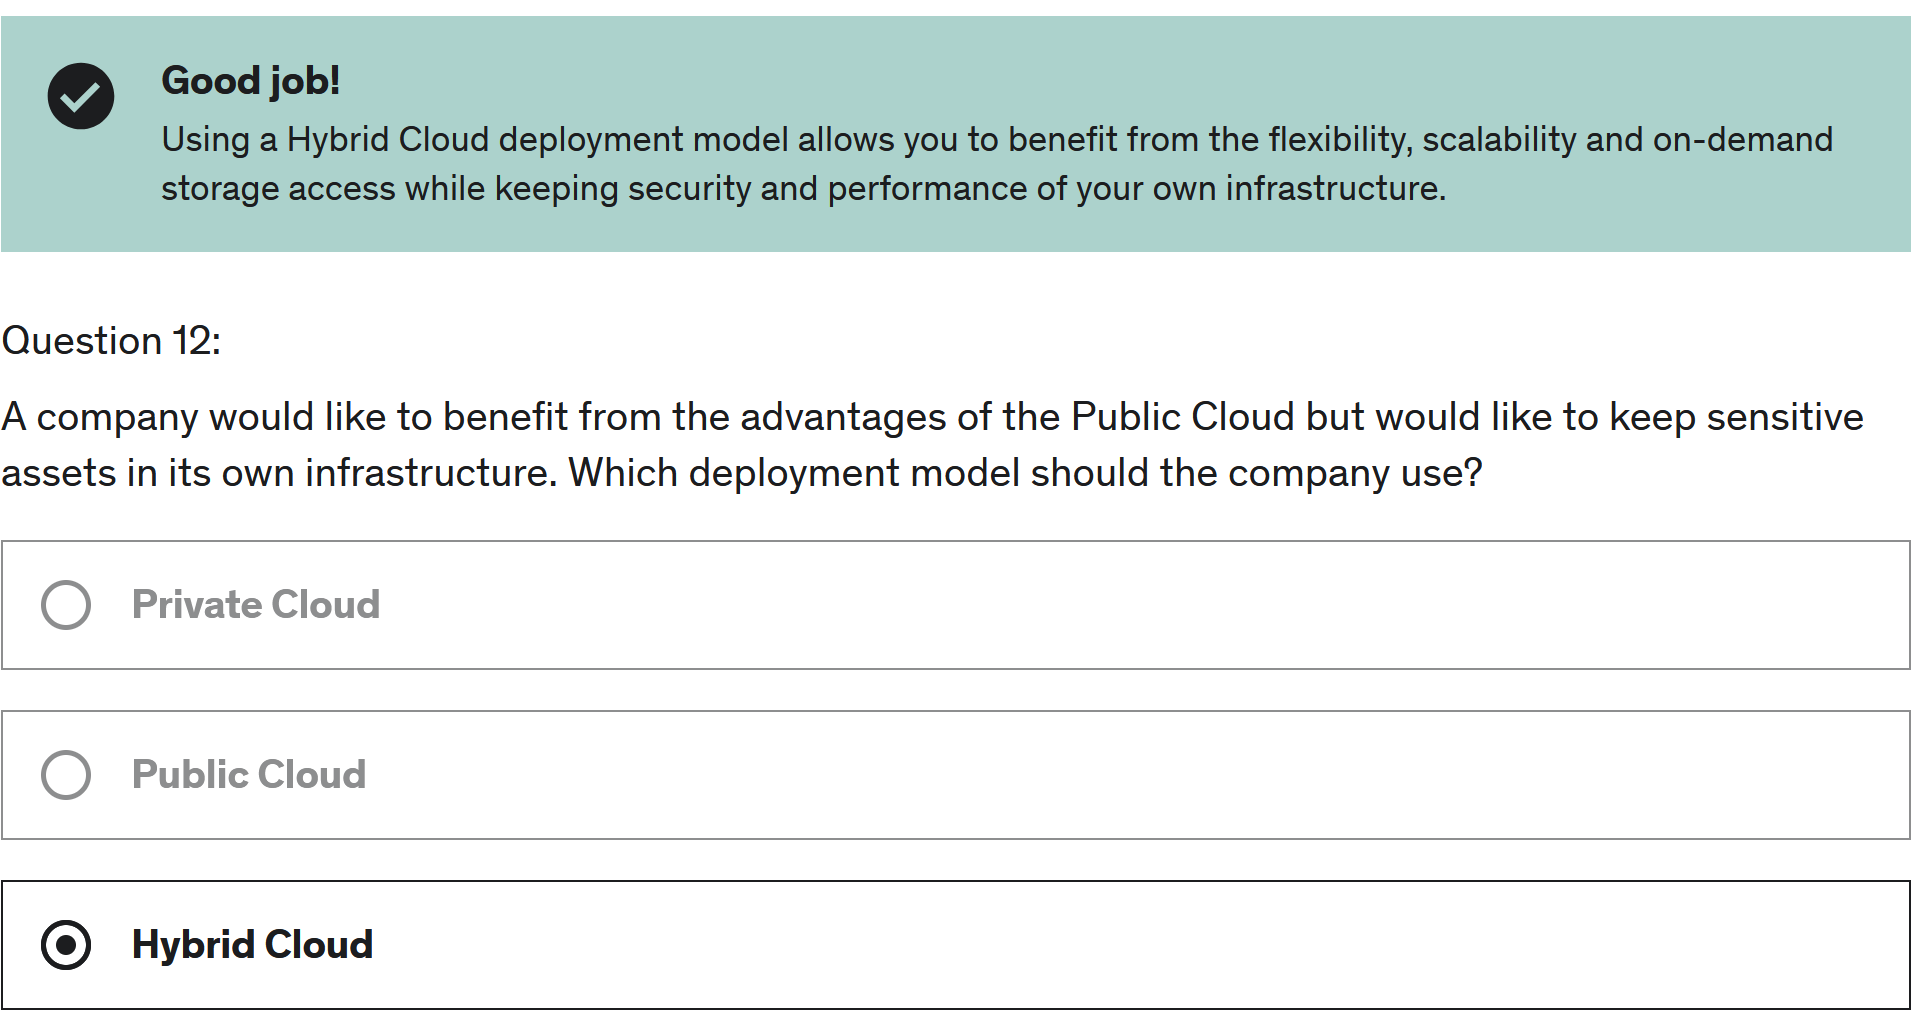 Good job!
Using a Hybrid Cloud deployment model allows you to benefit from the flexibility, scalability and on-demand
storage access while keeping security and performance of your own infrastructure.
Question 12:
A company would like to benefit from the advantages of the Public Cloud but would like to keep sensitive
assets in its own infrastructure. Which deployment model should the company use?
Private Cloud
Public Cloud
Hybrid Cloud